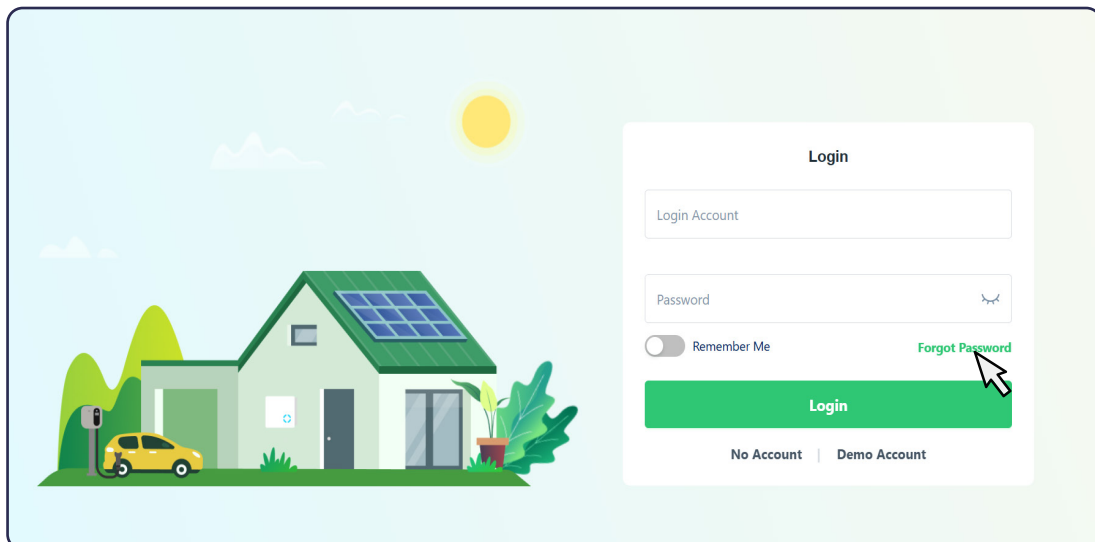 Login
Login Account
Password
Remember Me
Forgot Password
Login
No Account | Demo Account